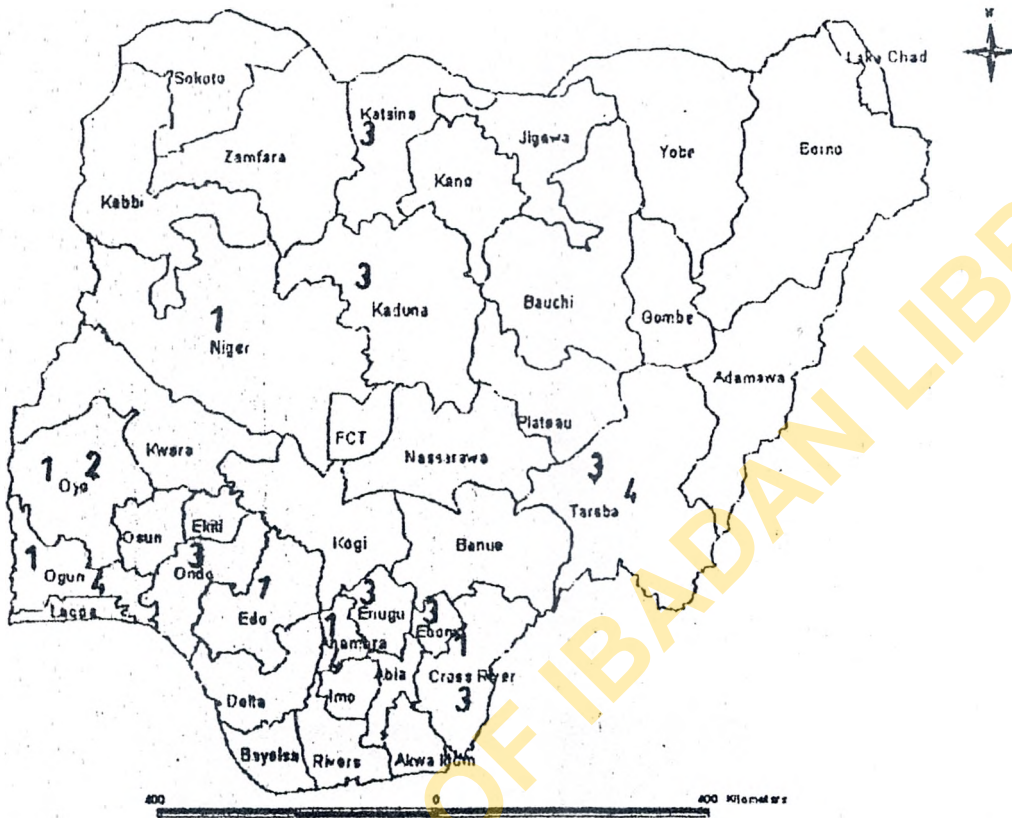 N
Lake Chad
Sokoto
Katsina
3
Jigawa
Yobe
Borno
Zamfara
Kano
Kebbi
3
Kaduna
Bauchi
Gombe
1
Niger
Adamawa
Plateau
FCT
Nassarawa
Kwara
1 2
Oyo
3
4
Taraba
Osun
Ekiti
Kogi
Benue
1
Ogun
4
3
Ondo
1
Edo
Lagos
3
Enugu
3
1
1
Anambra
Abia
Cross River
3
Imo
Delta
Bayelsa
Rivers
Akwa Ibom
400 0 400 Kilometers
OF IBADAN LIBR